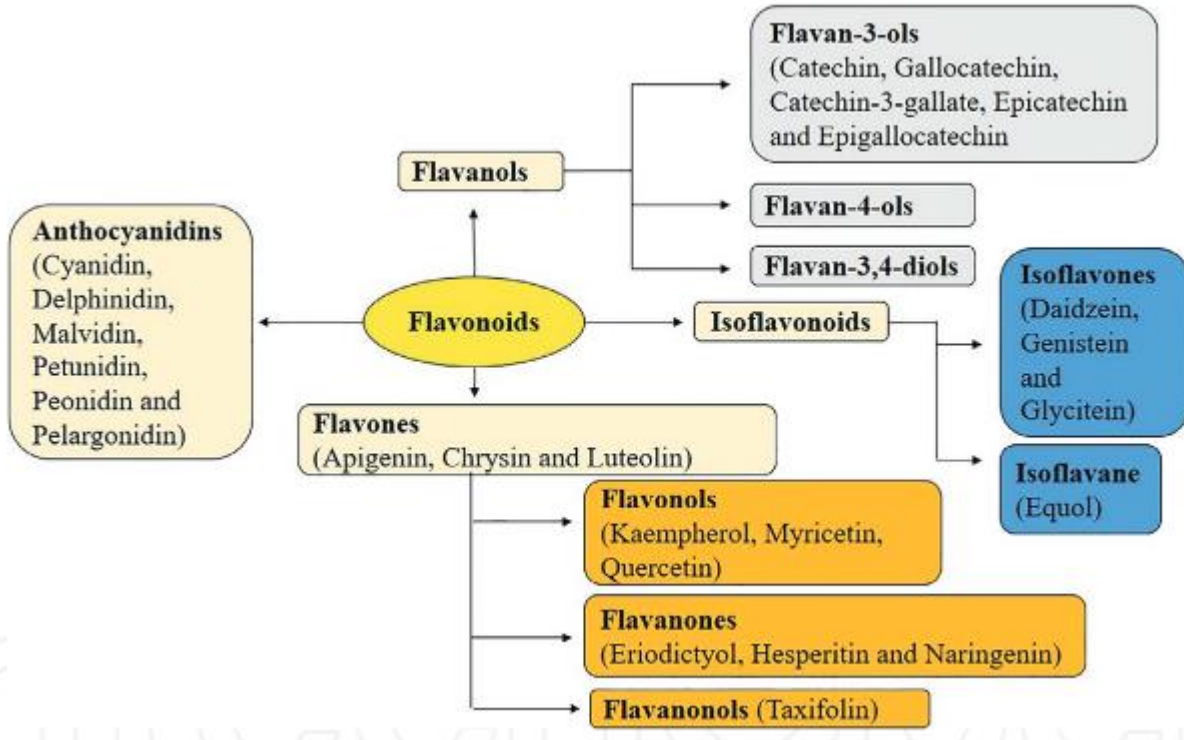 Flavan-3-ols
(Catechin, Gallocatechin,
Catechin-3-gallate, Epicatechin
and Epigallocatechin
Flavanols
Flavan-4-ols
Flavan-3,4-diols
Anthocyanidins
(Cyanidin,
Delphinidin,
Malvidin,
Petunidin,
Peonidin and
Pelargonidin)
Flavonoids
Isoflavonoids
Isoflavones
(Daidzein,
Genistein
and
Glycitein)
Isoflavane
(Equol)
Flavones
(Apigenin, Chrysin and Luteolin)
Flavonols
(Kaempherol, Myricetin,
Quercetin)
Flavanones
(Eriodictyol, Hesperitin and Naringenin)
Flavanonols (Taxifolin)